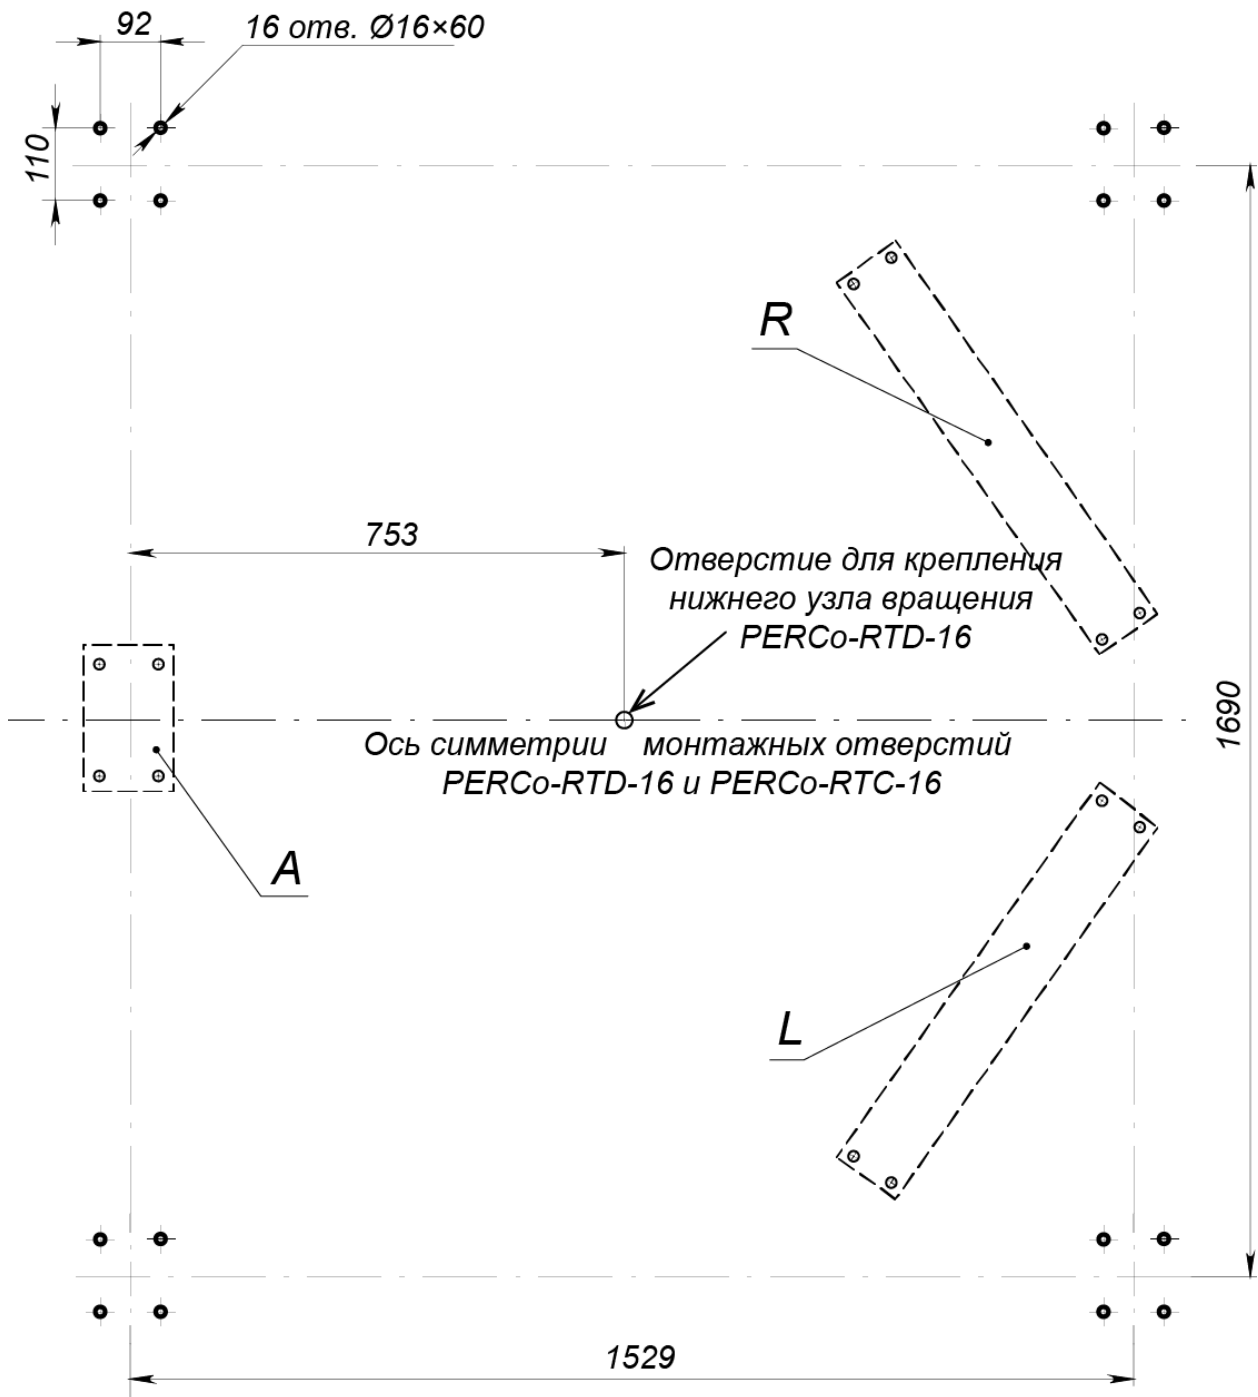 92
16 отв. Ø16×60
110
R
753
Отверстие для крепления
нижнего узла вращения
PERCo-RTD-16
1690
Ось симметрии монтажных отверстий
PERCo-RTD-16 и PERCo-RTC-16
A
L
1529